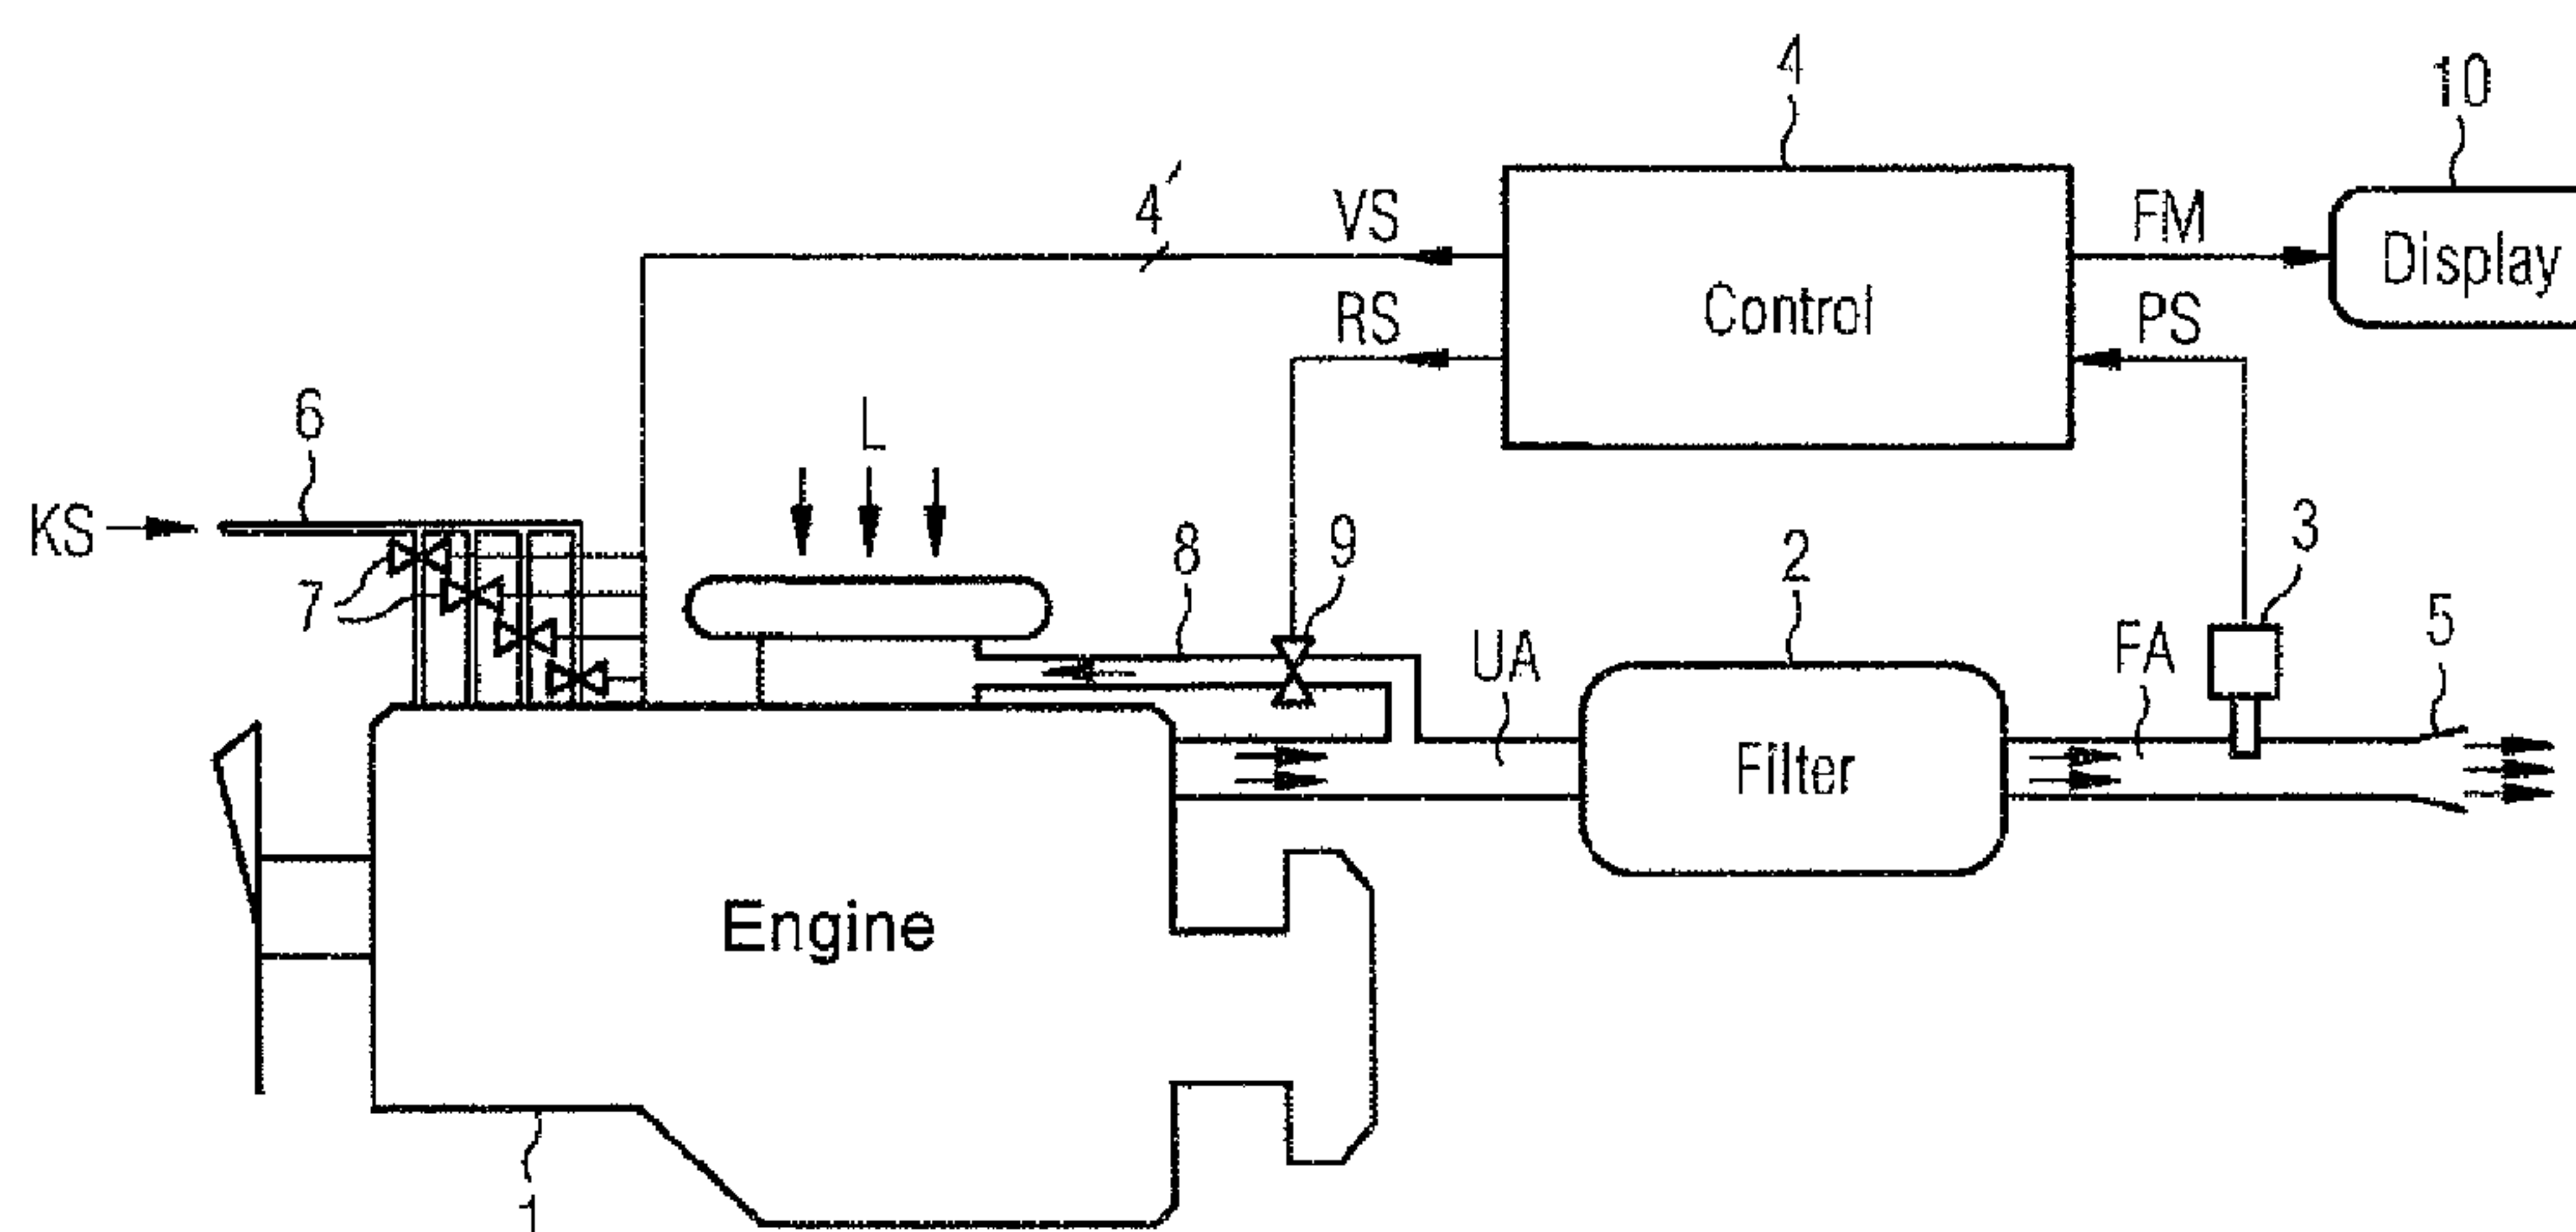 4
10
4′
VS
FM
Display
Control
RS
PS
6
L
KS
8
9
2
3
5
7
UA
FA
Filter
Engine
1